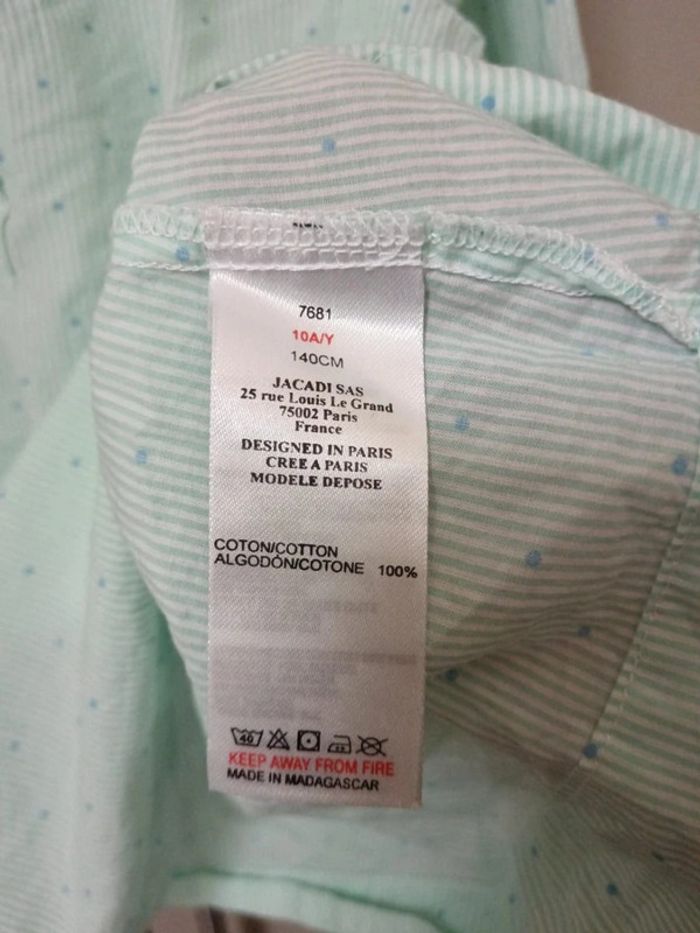 7681
10A/Y
140CM
JACADI SAS
25 rue Louis Le Grand
75002 Paris
France
DESIGNED IN PARIS
CREE A PARIS
MODELE DEPOSE
COTON/COTTON
ALGODÓN/COTONE 100%
40
KEEP AWAY FROM FIRE
MADE IN MADAGASCAR